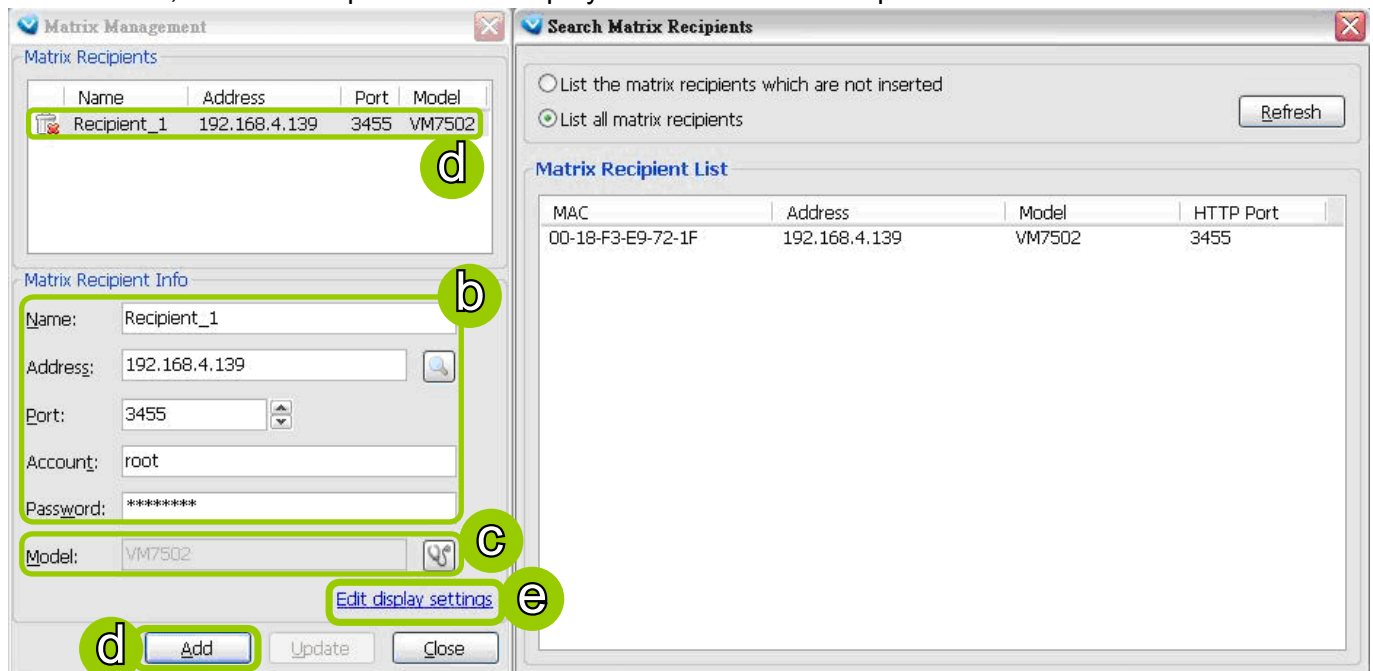 Matrix Management
Matrix Recipients
Name Address Port Model
Recipient_1 192.168.4.139 3455 VM7502
d
Matrix Recipient Info
b
Name: Recipient_1
Address: 192.168.4.139
Port: 3455
Account: root
Password: ********
Model: VM7502
c
Edit display settings
e
d
Add Update Close
Search Matrix Recipients
List the matrix recipients which are not inserted
List all matrix recipients
Refresh
Matrix Recipient List
MAC Address Model HTTP Port
00-18-F3-E9-72-1F 192.168.4.139 VM7502 3455